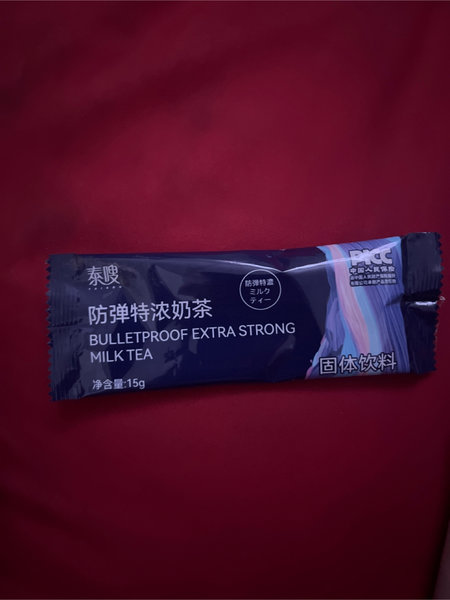 泰嗖
防弹特浓奶茶
BULLETPROOF EXTRA STRONG
MILK TEA
净含量:15g
防弹特濃
ミルク
ティー
PICC
中国人民保险
固体饮料